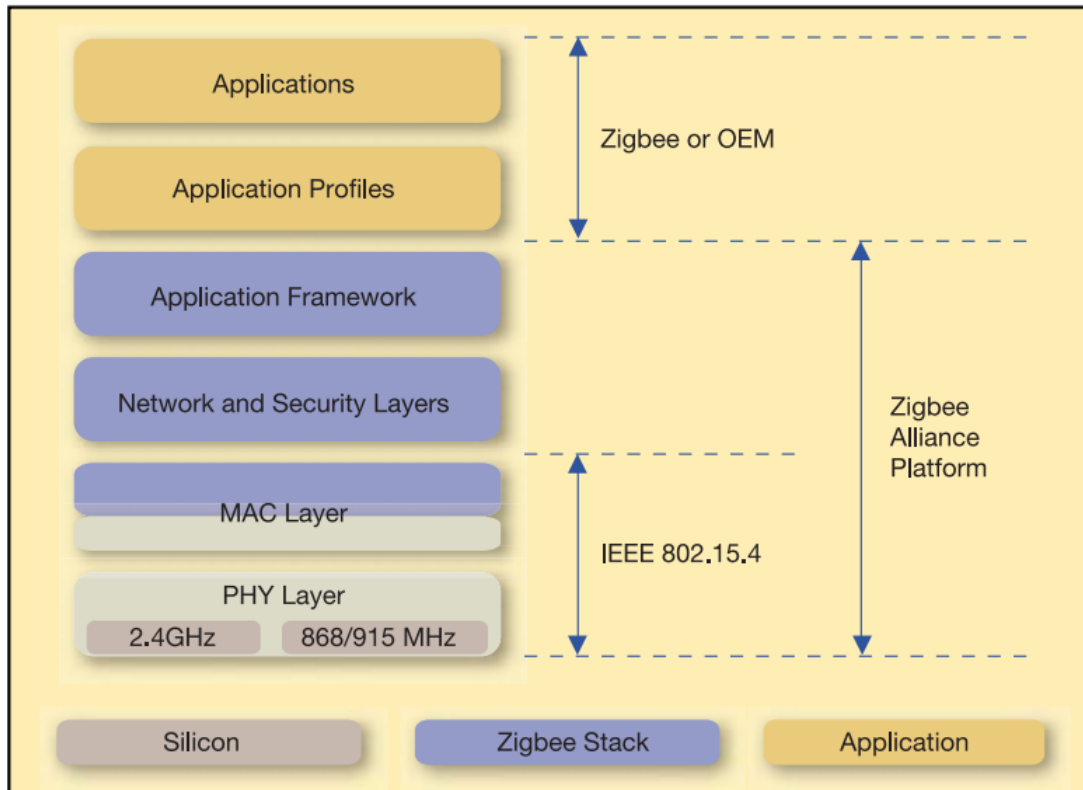 Applications
Zigbee or OEM
Application Profiles
Application Framework
Network and Security Layers
Zigbee
Alliance
Platform
MAC Layer
IEEE 802.15.4
PHY Layer
2.4GHz
868/915 MHz
Silicon
Zigbee Stack
Application